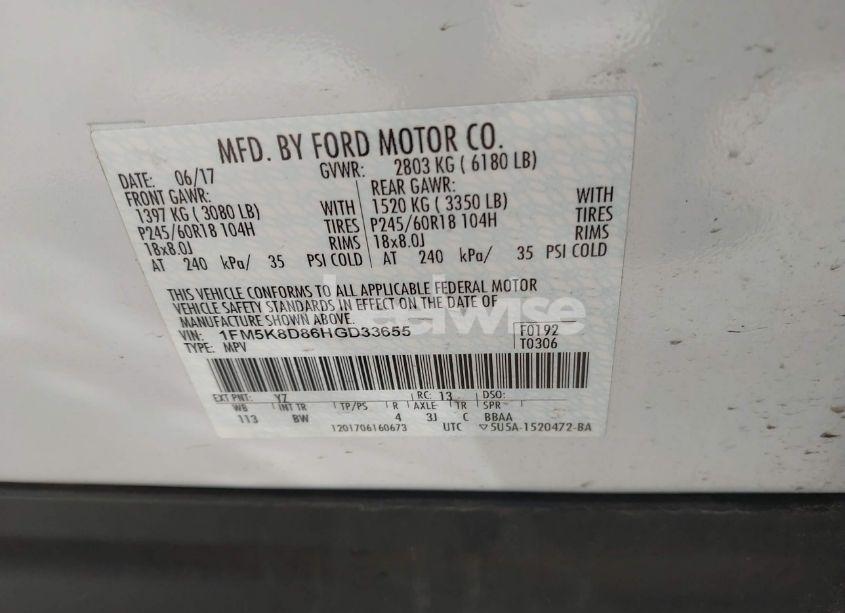 MFD. BY FORD MOTOR CO.
DATE: 06/17 GVWR: 2803 KG ( 6180 LB)
FRONT GAWR: REAR GAWR:
1397 KG ( 3080 LB) WITH 1520 KG ( 3350 LB) WITH
P245/60R18 104H TIRES P245/60R18 104H TIRES
18x8.0J RIMS 18x8.0J RIMS
AT 240 kPa/ 35 PSI COLD AT 240 kPa/ 35 PSI COLD
THIS VEHICLE CONFORMS TO ALL APPLICABLE FEDERAL MOTOR
VEHICLE SAFETY STANDARDS IN EFFECT ON THE DATE OF
MANUFACTURE SHOWN ABOVE.
VIN: 1FM5K8D86HGD33655 F0192
TYPE: MPV T0306
EXT PNT: YZ RC: 13 DSO:
WB INT TR TP/PS R AXLE TR SPR
113 BW 4 3J C BBAA
1201706160673 UTC ▽5U5A-1520472-BA